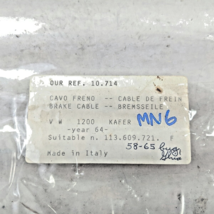 OUR REF. 10.714
CAVO FRENO -- CABLE DE FREIN
BRAKE CABLE -- BREMSSEILE
MN6
V W 1200 KAFER
-year 64-
Suitable n. 113.609.721. F
58-65
Made in Italy